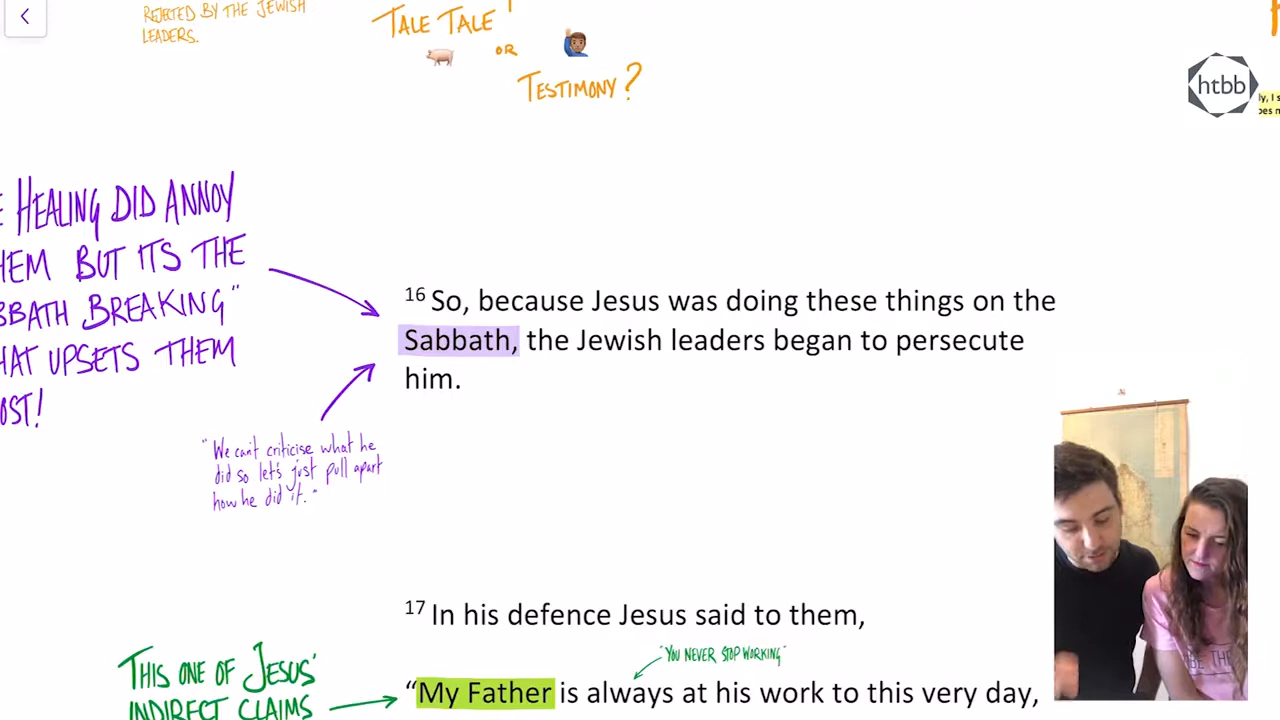 REJECTED BY THE JEWISH
LEADERS.
TALE TALE
OR
TESTIMONY?
htbb
HEALING DID ANNOY
HEM BUT ITS THE
BBATH BREAKING"
HAT UPSETS THEM
OST!
16 So, because Jesus was doing these things on the
Sabbath, the Jewish leaders began to persecute
him.
"We can't criticise what he
did so let's just pull apart
how he did it."
17 In his defence Jesus said to them,
"YOU NEVER STOP WORKING"
THIS ONE OF JESUS'
INDIRECT CLAIMS
"My Father is always at his work to this very day,